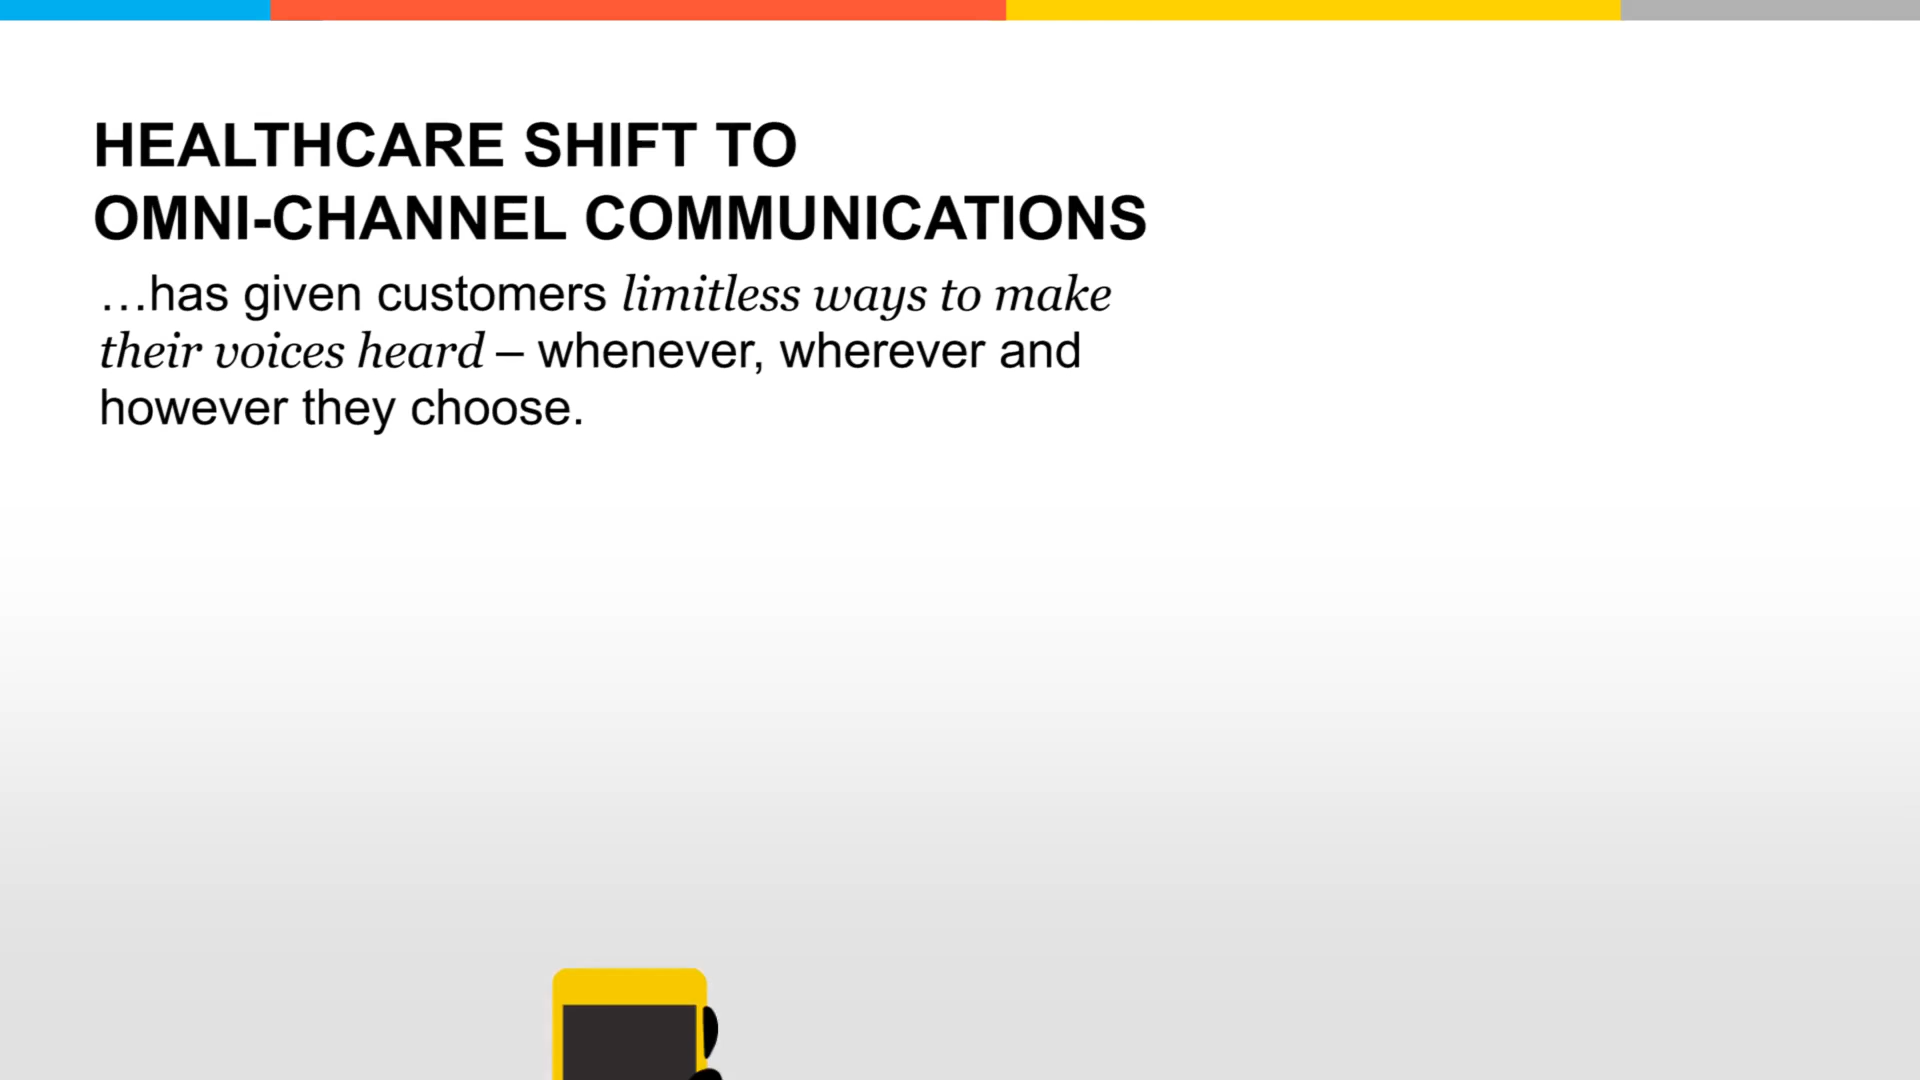 HEALTHCARE SHIFT TO
OMNI-CHANNEL COMMUNICATIONS
…has given customers limitless ways to make
their voices heard – whenever, wherever and
however they choose.